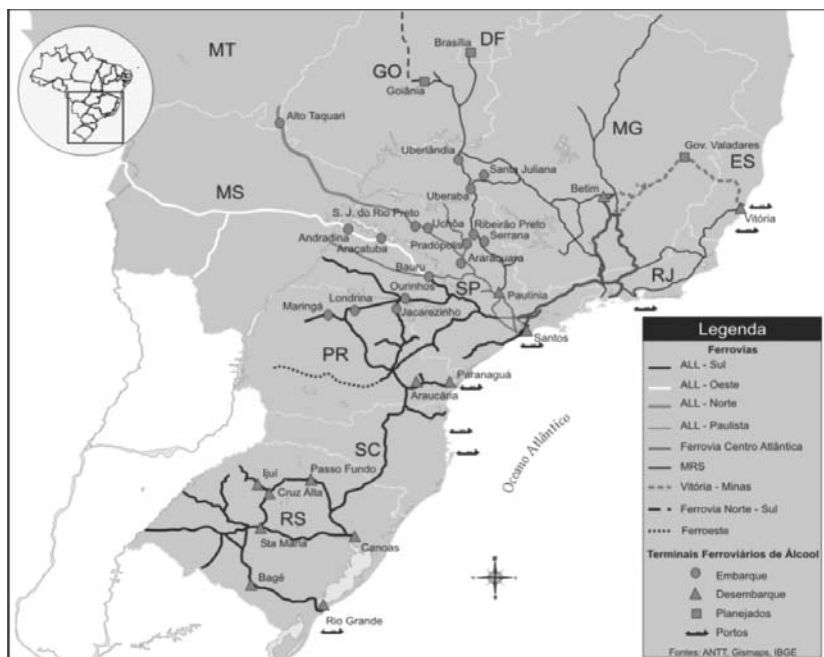 MT
Brasília
DF
GO
Goiânia
Alto Taquari
MG
Uberlândia
Santa Juliana
Gov. Valadares
ES
Uberaba
Betim
MS
S. J. do Rio Preto
Uchôa
Ribeirão Preto
Vitória
Andradina
Serrana
Araçatuba
Pradópolis
Araraquara
Bauru
SP
RJ
Ourinhos
Paulínia
Maringá
Londrina
Jacarezinho
Santos
PR
Paranaguá
Araucária
SC
Oceano Atlântico
Ijuí
Passo Fundo
Cruz Alta
RS
Sta Maria
Canoas
Bagé
Rio Grande
Legenda
Ferrovias
ALL - Sul
ALL - Oeste
ALL - Norte
ALL - Paulista
Ferrovia Centro Atlântica
MRS
Vitória - Minas
Ferrovia Norte - Sul
Ferroeste
Terminais Ferroviários de Álcool
Embarque
Desembarque
Planejados
Portos
Fontes: ANTT, Gismaps, IBGE